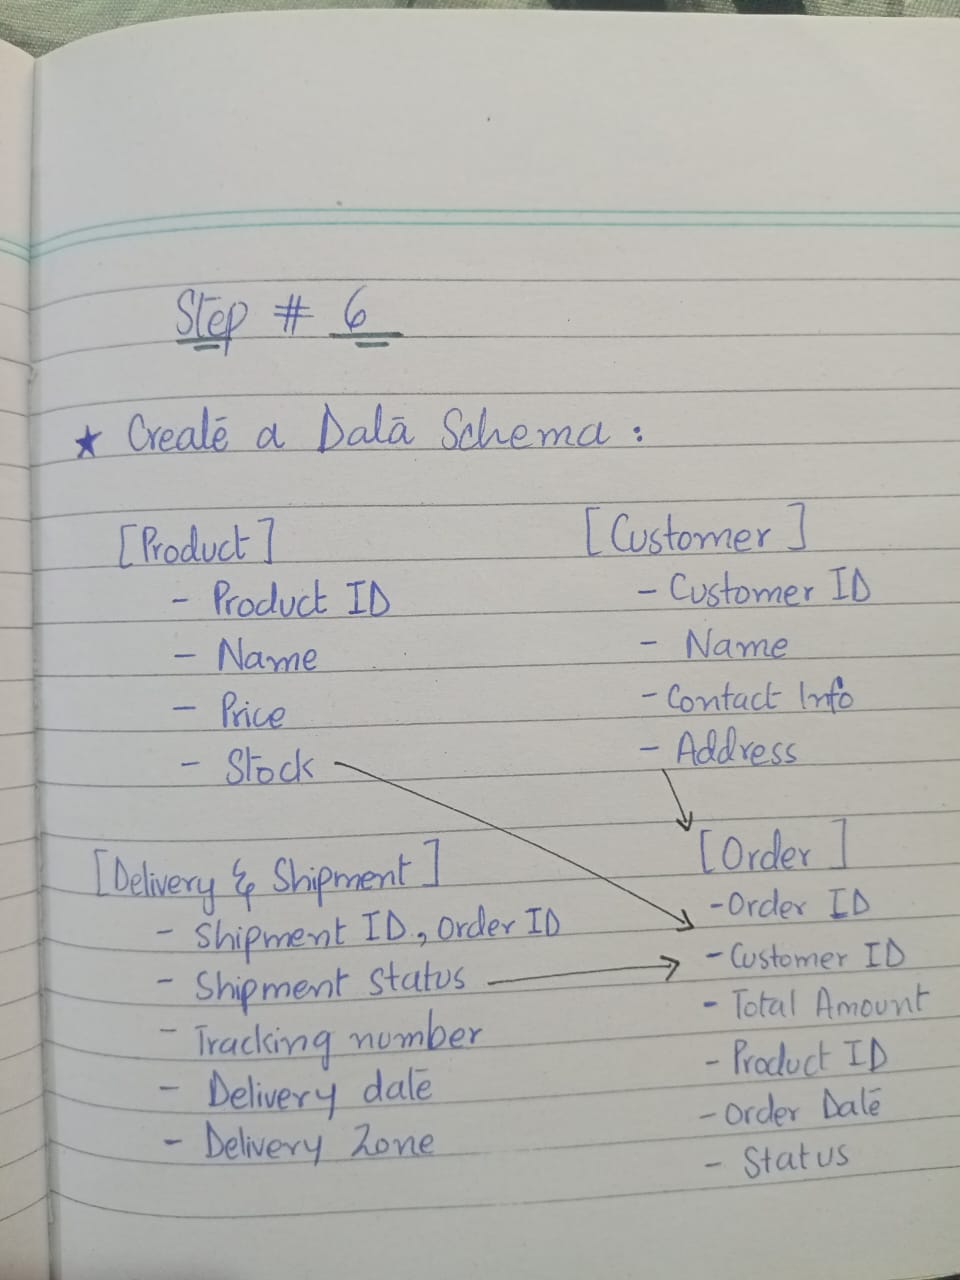 Step # 6
★ Create a Data Schema :
[Product]
- Product ID
- Name
- Price
- Stock
[Customer]
- Customer ID
- Name
- Contact Info
- Address
[Delivery & Shipment]
- Shipment ID, Order ID
- Shipment Status
- Tracking number
- Delivery date
- Delivery Zone
[Order]
- Order ID
- Customer ID
- Total Amount
- Product ID
- Order Date
- Status